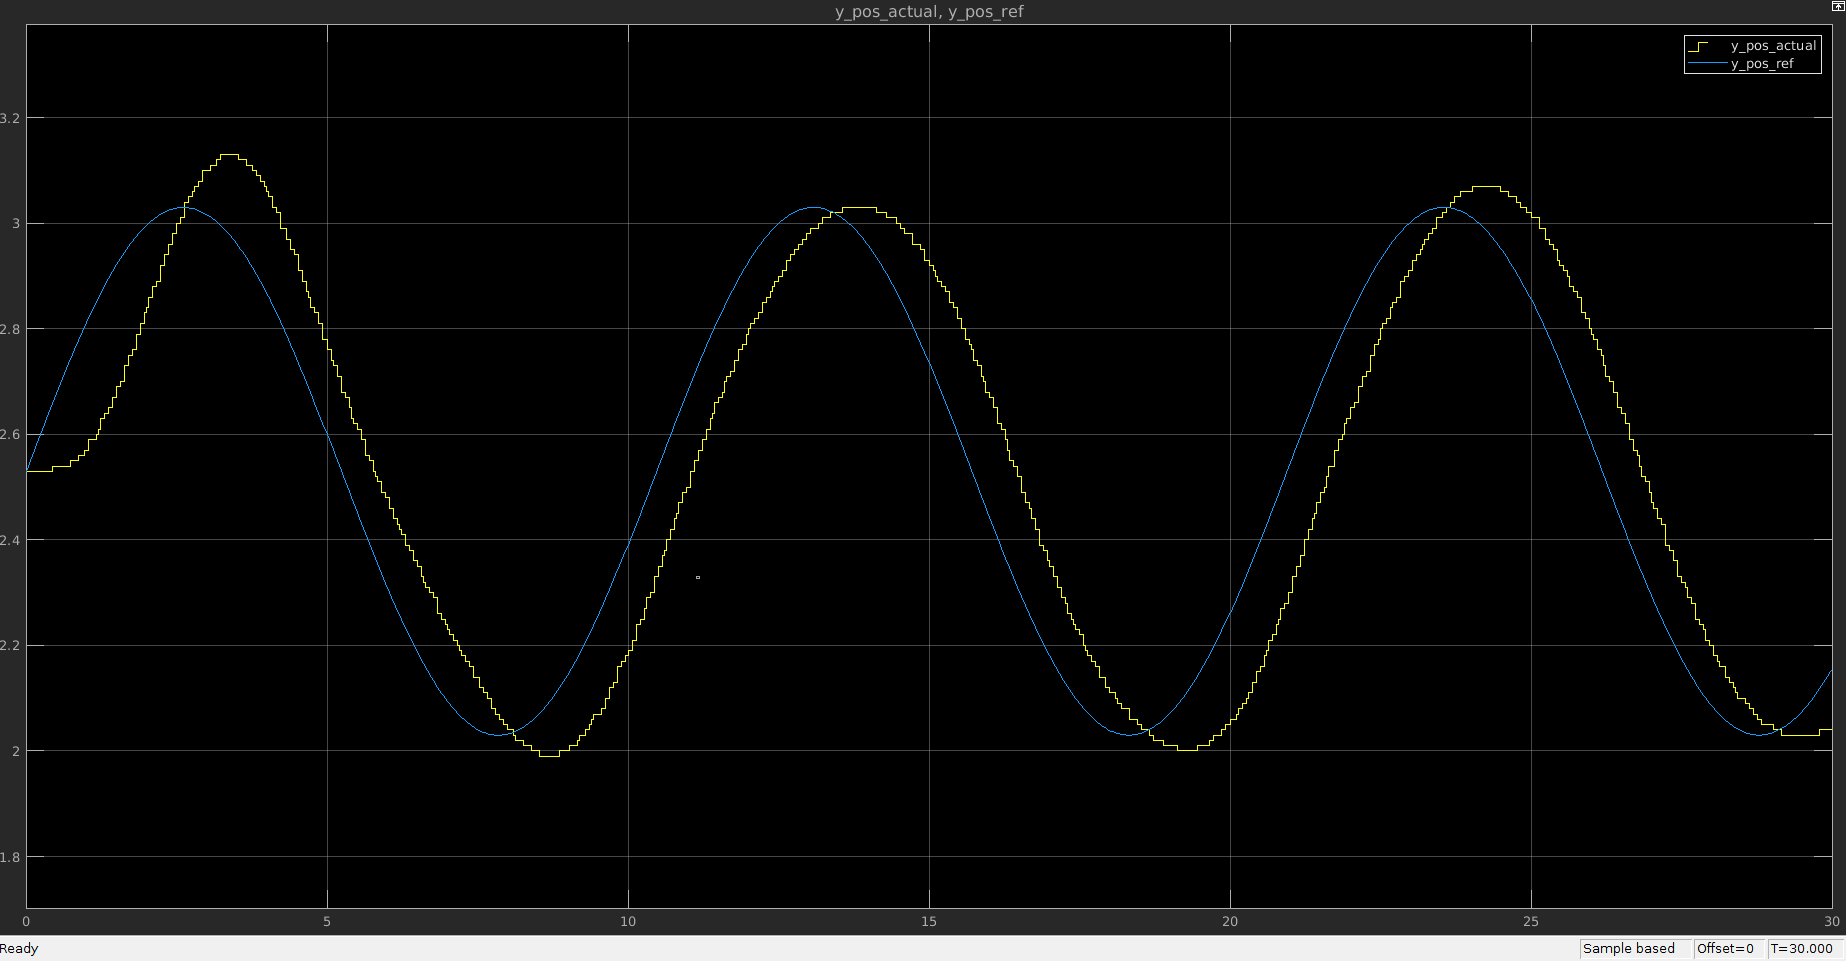 y_pos_actual, y_pos_ref
y_pos_actual
y_pos_ref
3.2
3
2.8
2.6
2.4
2.2
2
1.8
0 5 10 15 20 25 30
Ready Sample based Offset=0 T=30.000